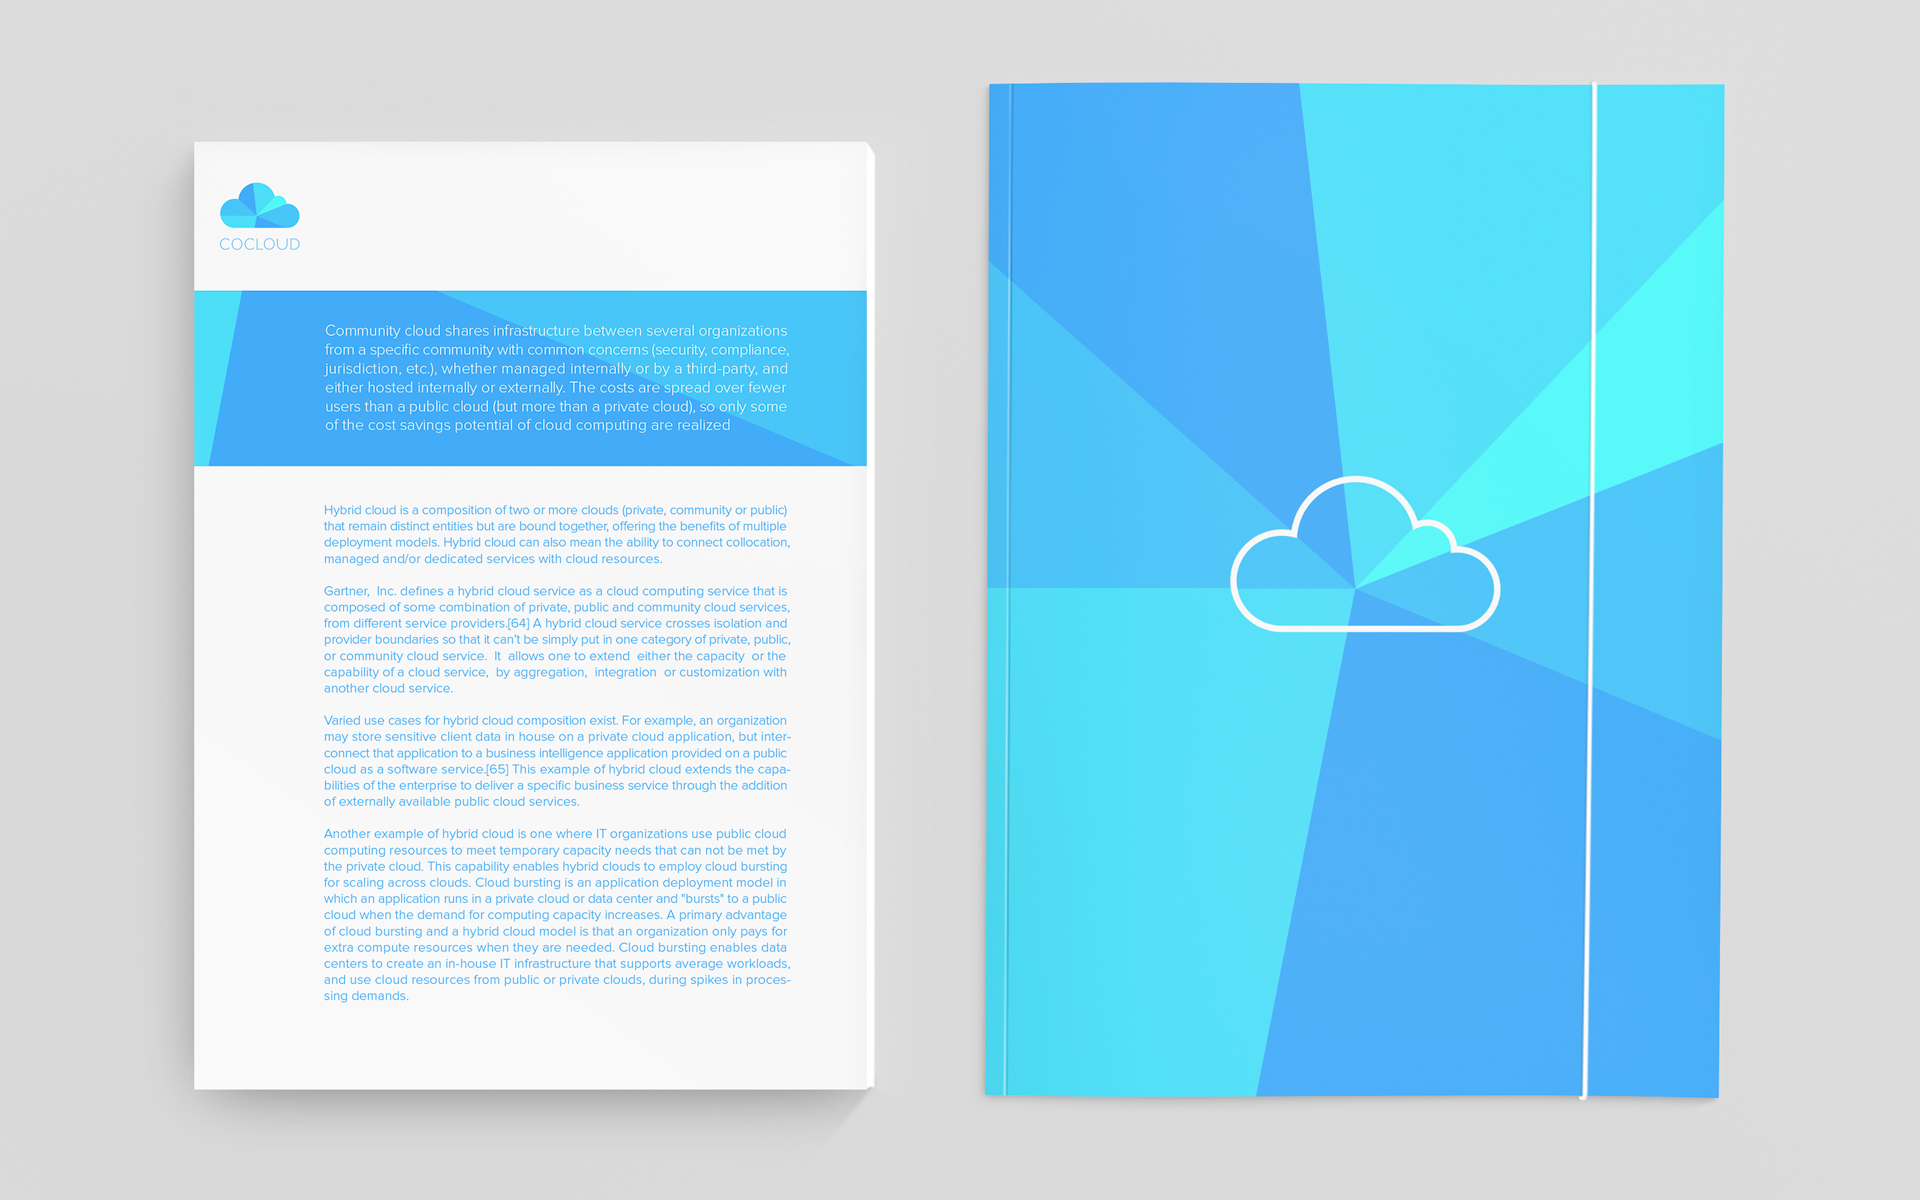 COCLOUD
Community cloud shares infrastructure between several organizations
from a specific community with common concerns (security, compliance,
jurisdiction, etc.), whether managed internally or by a third-party, and
either hosted internally or externally. The costs are spread over fewer
users than a public cloud (but more than a private cloud), so only some
of the cost savings potential of cloud computing are realized
Hybrid cloud is a composition of two or more clouds (private, community or public)
that remain distinct entities but are bound together, offering the benefits of multiple
deployment models. Hybrid cloud can also mean the ability to connect collocation,
managed and/or dedicated services with cloud resources.
Gartner, Inc. defines a hybrid cloud service as a cloud computing service that is
composed of some combination of private, public and community cloud services,
from different service providers.[64] A hybrid cloud service crosses isolation and
provider boundaries so that it can't be simply put in one category of private, public,
or community cloud service. It allows one to extend either the capacity or the
capability of a cloud service, by aggregation, integration or customization with
another cloud service.
Varied use cases for hybrid cloud composition exist. For example, an organization
may store sensitive client data in house on a private cloud application, but inter-
connect that application to a business intelligence application provided on a public
cloud as a software service.[65] This example of hybrid cloud extends the capa-
bilities of the enterprise to deliver a specific business service through the addition
of externally available public cloud services.
Another example of hybrid cloud is one where IT organizations use public cloud
computing resources to meet temporary capacity needs that can not be met by
the private cloud. This capability enables hybrid clouds to employ cloud bursting
for scaling across clouds. Cloud bursting is an application deployment model in
which an application runs in a private cloud or data center and "bursts" to a public
cloud when the demand for computing capacity increases. A primary advantage
of cloud bursting and a hybrid cloud model is that an organization only pays for
extra compute resources when they are needed. Cloud bursting enables data
centers to create an in-house IT infrastructure that supports average workloads,
and use cloud resources from public or private clouds, during spikes in proces-
sing demands.